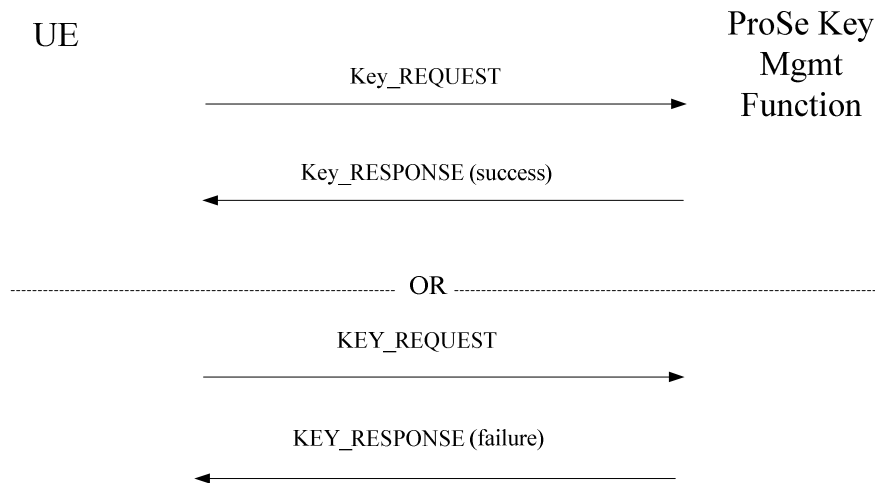 UE
ProSe Key
Mgmt
Function
Key_REQUEST
Key_RESPONSE (success)
OR
KEY_REQUEST
KEY_RESPONSE (failure)